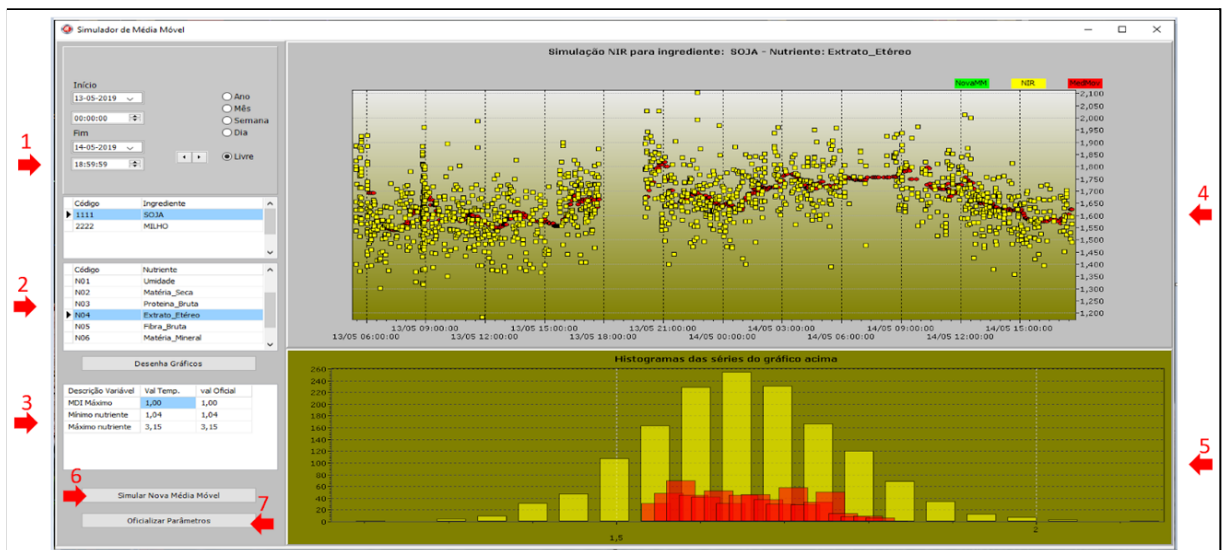 Simulador de Média Móvel
1
Início
13-05-2019
00:00:00
Fim
14-05-2019
18:59:59
Ano
Mês
Semana
Dia
Livre
Código Ingrediente
1111 SOJA
2222 MILHO
2
Código Nutriente
N01 Umidade
N02 Matéria_Seca
N03 Proteina_Bruta
N04 Extrato_Etéreo
N05 Fibra_Bruta
N06 Matéria_Mineral
Desenha Gráficos
3
Descrição Variável Val Temp. val Oficial
MDI Máximo 1,00 1,00
Mínimo nutriente 1,04 1,04
Máximo nutriente 3,15 3,15
6
Simular Nova Média Móvel
7
Oficializar Parâmetros
Simulação NIR para ingrediente: SOJA - Nutriente: Extrato_Etéreo
NovaMM NIR MedMov
2,100
2,050
2,000
1,950
1,900
1,850
1,800
1,750
1,700
1,650
1,600
1,550
1,500
1,450
1,400
1,350
1,300
1,250
1,200
4
13/05 09:00:00 13/05 15:00:00 13/05 21:00:00 14/05 03:00:00 14/05 09:00:00 14/05 15:00:00
13/05 06:00:00 13/05 12:00:00 13/05 18:00:00 14/05 00:00:00 14/05 06:00:00 14/05 12:00:00
Histogramas das séries do gráfico acima
260
240
220
200
180
160
140
120
100
80
60
40
20
0
1,5
2
5